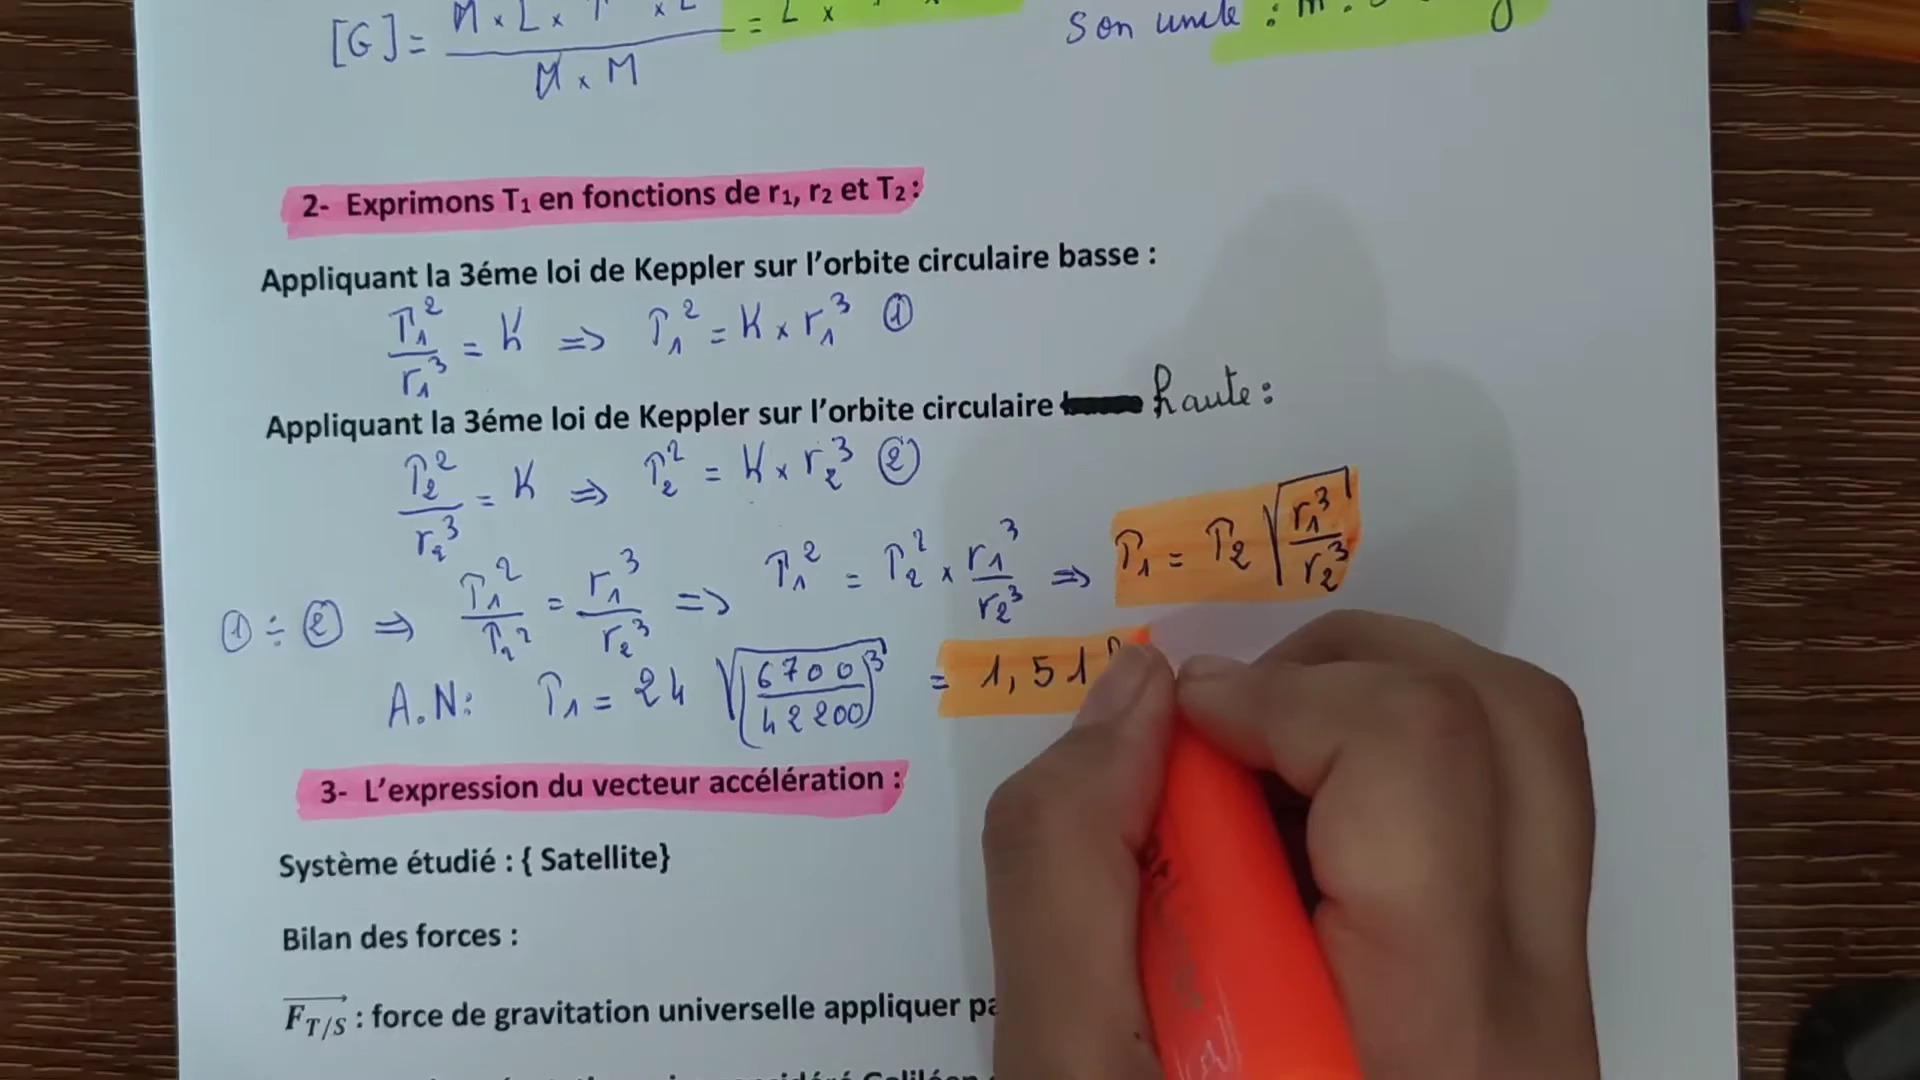 [G] = M × L × T × L / M × M = L ×
Son unité : m
2- Exprimons T₁ en fonctions de r₁, r₂ et T₂ :
Appliquant la 3éme loi de Keppler sur l'orbite circulaire basse :
T₁²/r₁³ = K ⇒ T₁² = K × r₁³ ①
Appliquant la 3éme loi de Keppler sur l'orbite circulaire haute :
T₂²/r₂³ = K ⇒ T₂² = K × r₂³ ②
① ÷ ② ⇒ T₁²/T₂² = r₁³/r₂³ ⇒ T₁² = T₂² × r₁³/r₂³ ⇒ T₁ = T₂ √(r₁³/r₂³)
A.N: T₁ = 24 √(6700/42200)³ = 1,51
3- L'expression du vecteur accélération :
Système étudié : { Satellite}
Bilan des forces :
F_T/S : force de gravitation universelle appliquer